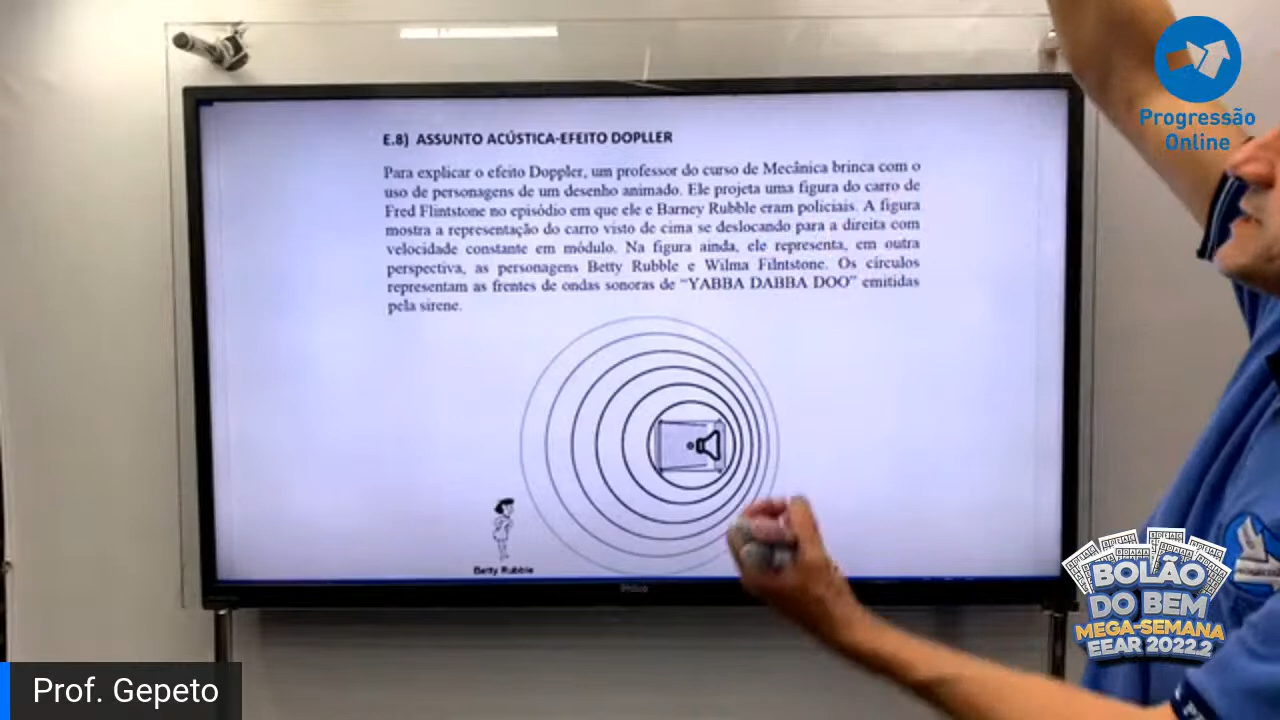 Progressão
Online
E.8) ASSUNTO ACÚSTICA-EFEITO DOPLLER
Para explicar o efeito Doppler, um professor do curso de Mecânica brinca com o
uso de personagens de um desenho animado. Ele projeta uma figura do carro de
Fred Flintstone no episódio em que ele e Barney Rubble eram policiais. A figura
mostra a representação do carro visto de cima se deslocando para a direita com
velocidade constante em módulo. Na figura ainda, ele representa, em outra
perspectiva, as personagens Betty Rubble e Wilma Filntstone. Os círculos
representam as frentes de ondas sonoras de “YABBA DABBA DOO” emitidas
pela sirene.
Betty Rubble
Philco
BOLÃO
DO BEM
MEGA-SEMANA
EEAR 2022.2
Prof. Gepeto